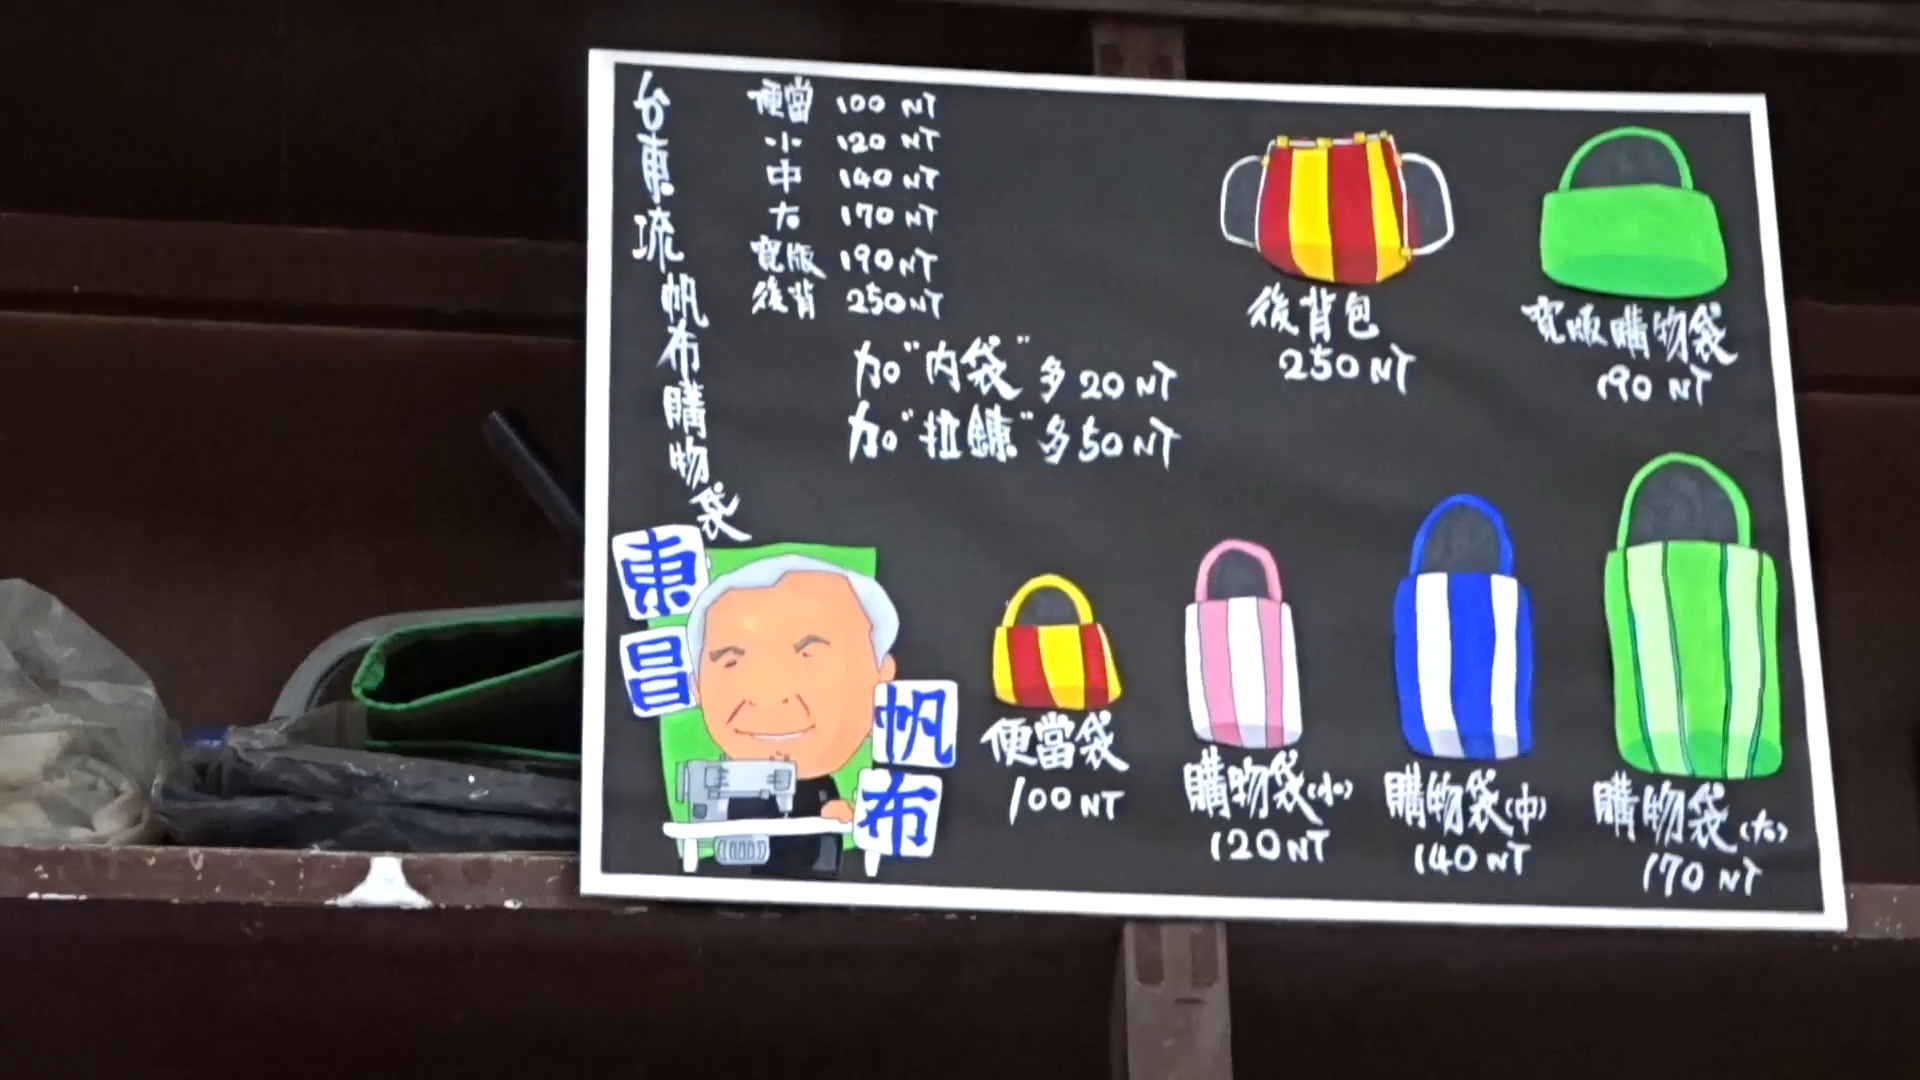 台東流帆布購物袋
便當 100 NT
小 120 NT
中 140 NT
大 170 NT
寬版 190 NT
後背 250 NT
加"內袋"多20 NT
加"拉鍊"多50 NT
後背包
250 NT
寬版購物袋
190 NT
東昌
帆布
便當袋
100 NT
購物袋(小)
120 NT
購物袋(中)
140 NT
購物袋(大)
170 NT